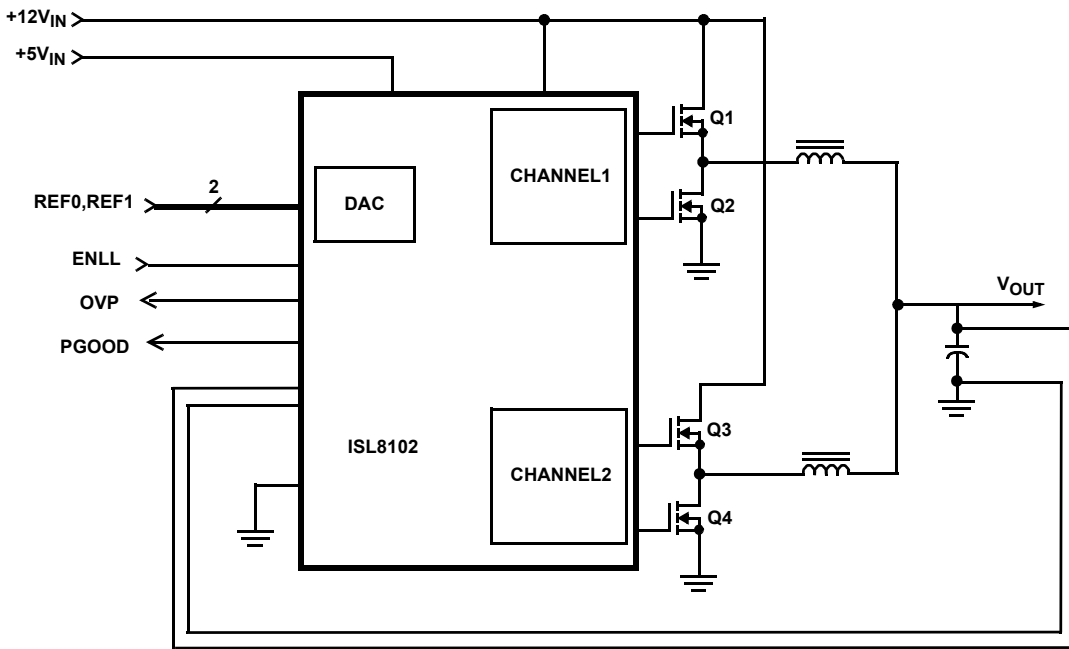 +12VIN
+5VIN
Q1
CHANNEL1
2
REF0,REF1
DAC
Q2
ENLL
VOUT
OVP
PGOOD
Q3
ISL8102
CHANNEL2
Q4